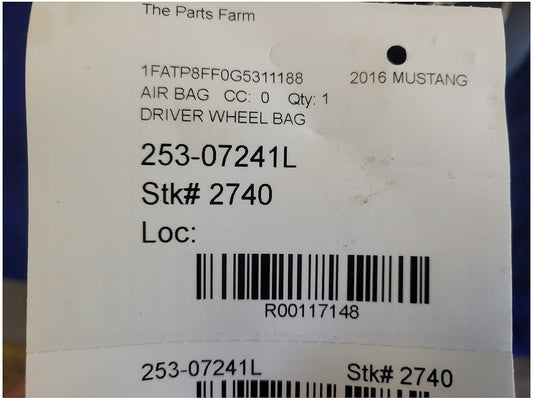 The Parts Farm
1FATP8FF0G5311188 2016 MUSTANG
AIR BAG CC: 0 Qty: 1
DRIVER WHEEL BAG
253-07241L
Stk# 2740
Loc:
R00117148
253-07241L Stk# 2740